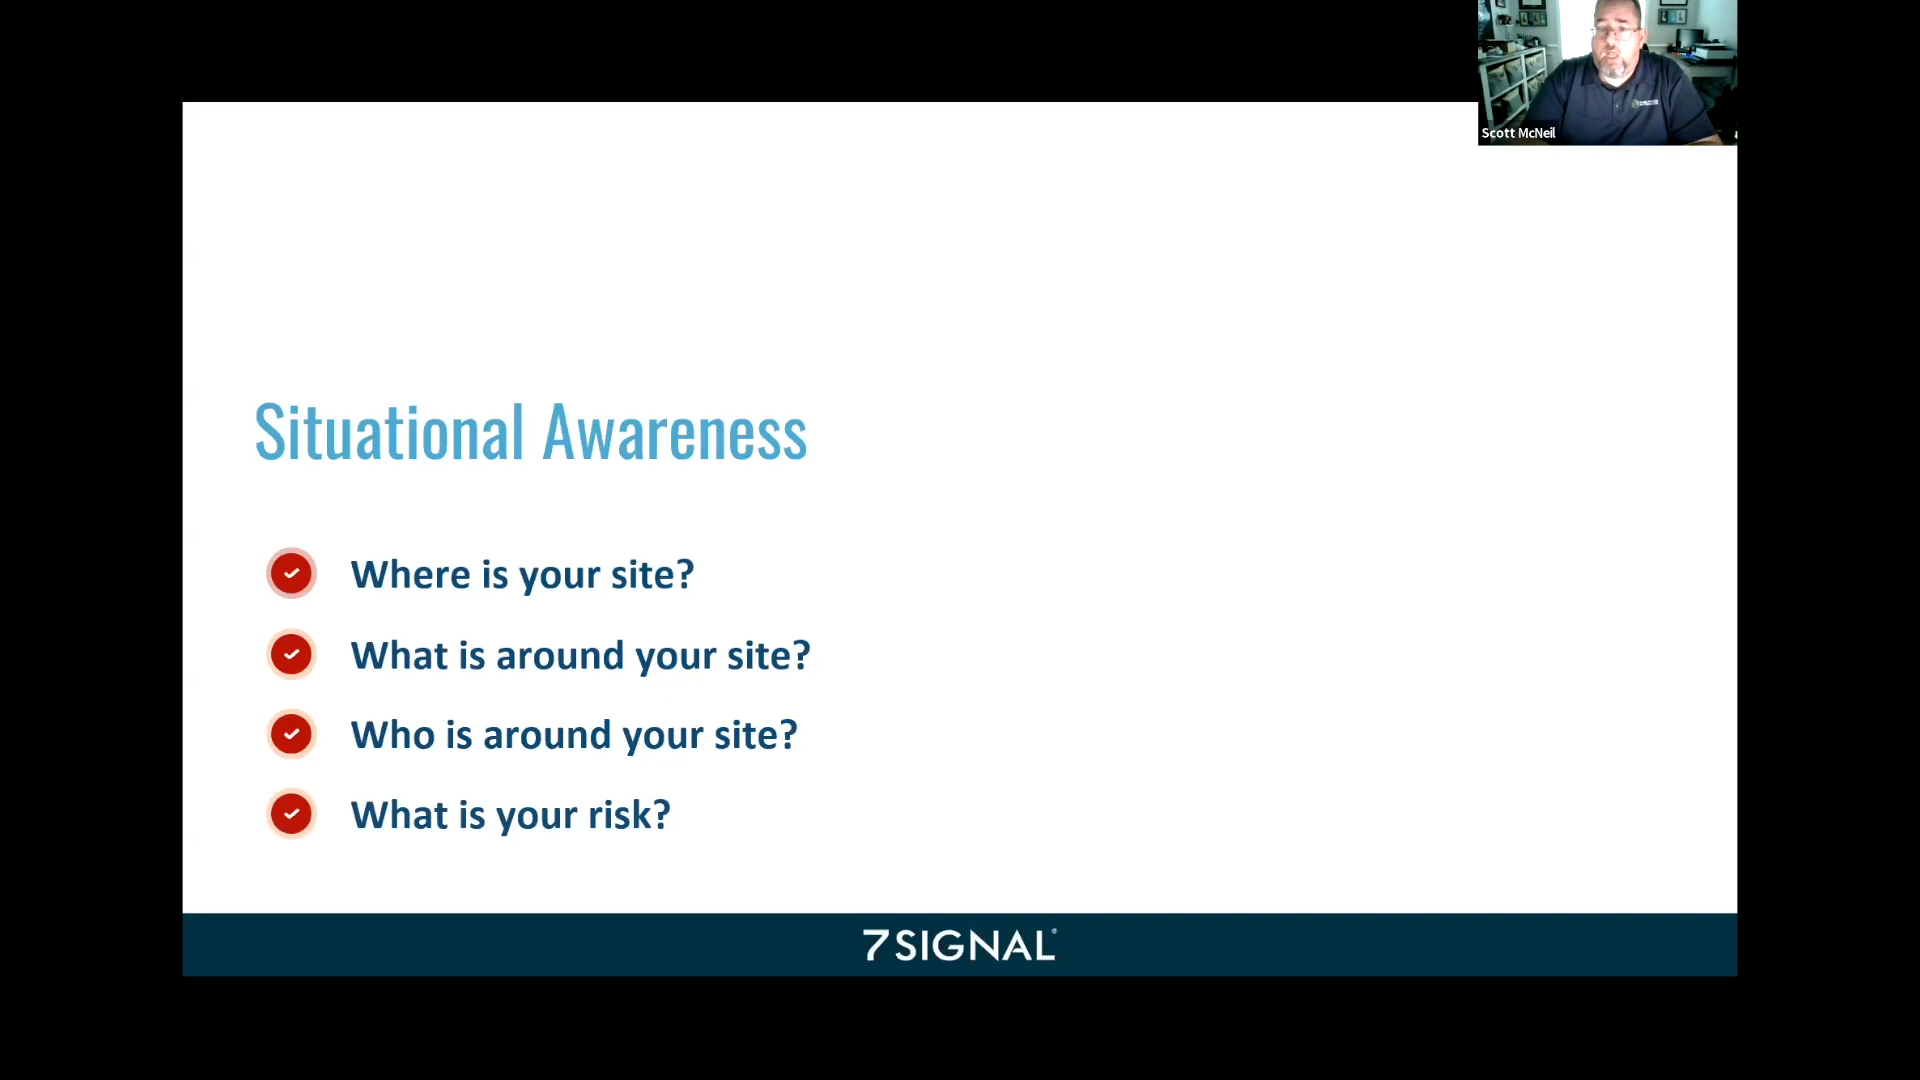 Scott McNeil
Situational Awareness
Where is your site?
What is around your site?
Who is around your site?
What is your risk?
7SIGNAL®